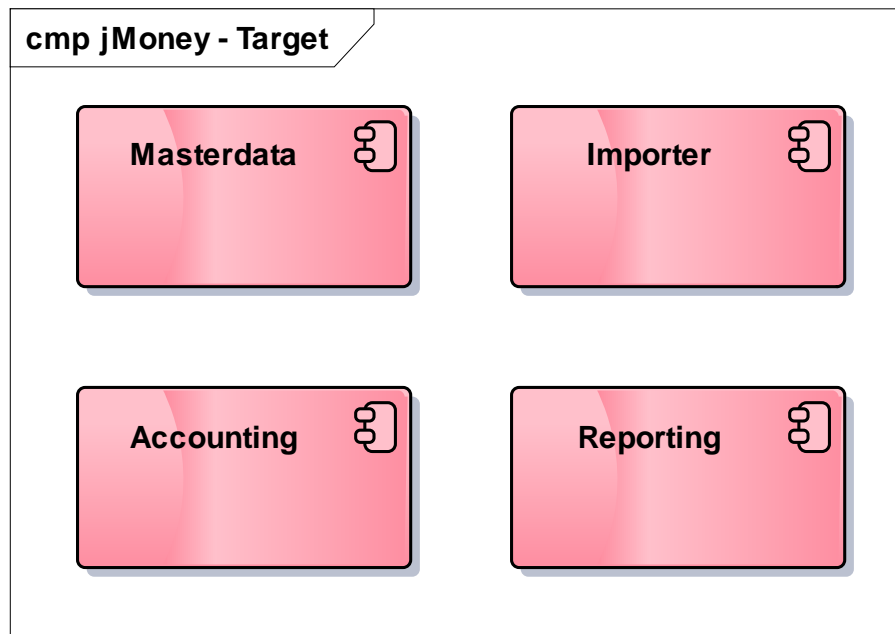 cmp jMoney - Target
Masterdata
Importer
Accounting
Reporting